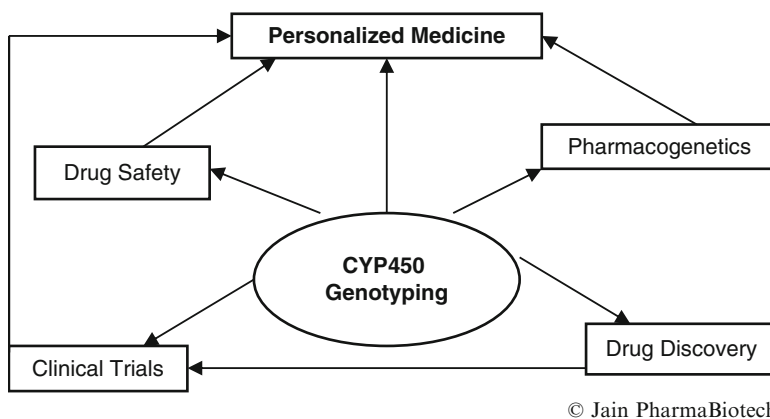 Personalized Medicine
Drug Safety
Pharmacogenetics
CYP450
Genotyping
Clinical Trials
Drug Discovery
© Jain PharmaBiotech